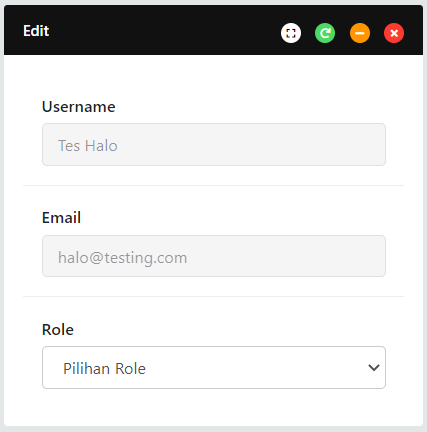 Edit
Username
Tes Halo
Email
halo@testing.com
Role
Pilihan Role